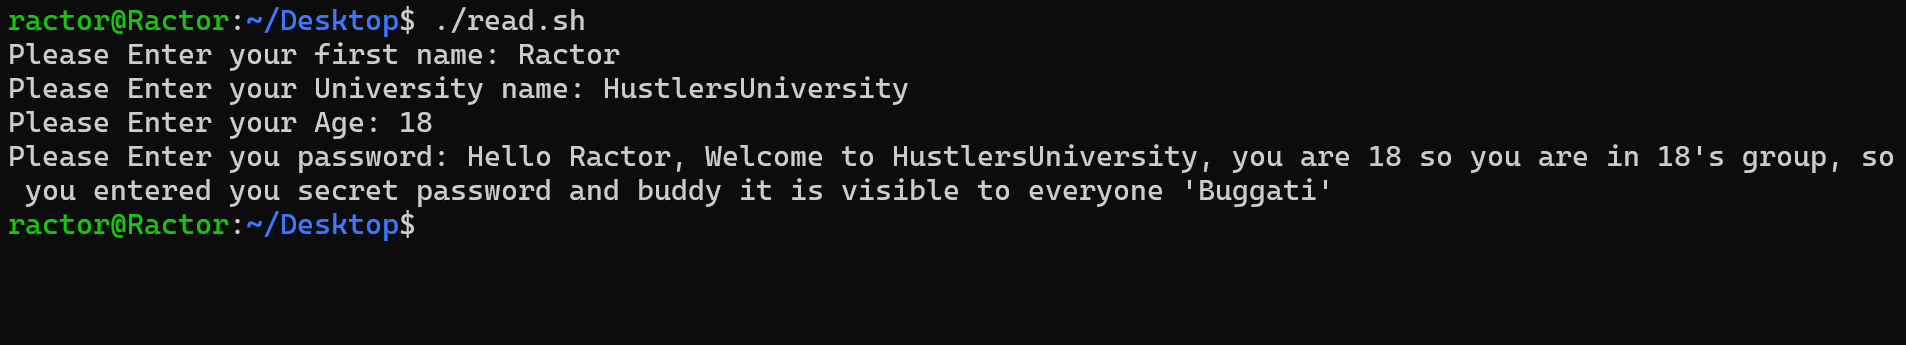 ractor@Ractor:~/Desktop$ ./read.sh
Please Enter your first name: Ractor
Please Enter your University name: HustlersUniversity
Please Enter your Age: 18
Please Enter you password: Hello Ractor, Welcome to HustlersUniversity, you are 18 so you are in 18's group, so
 you entered you secret password and buddy it is visible to everyone 'Buggati'
ractor@Ractor:~/Desktop$